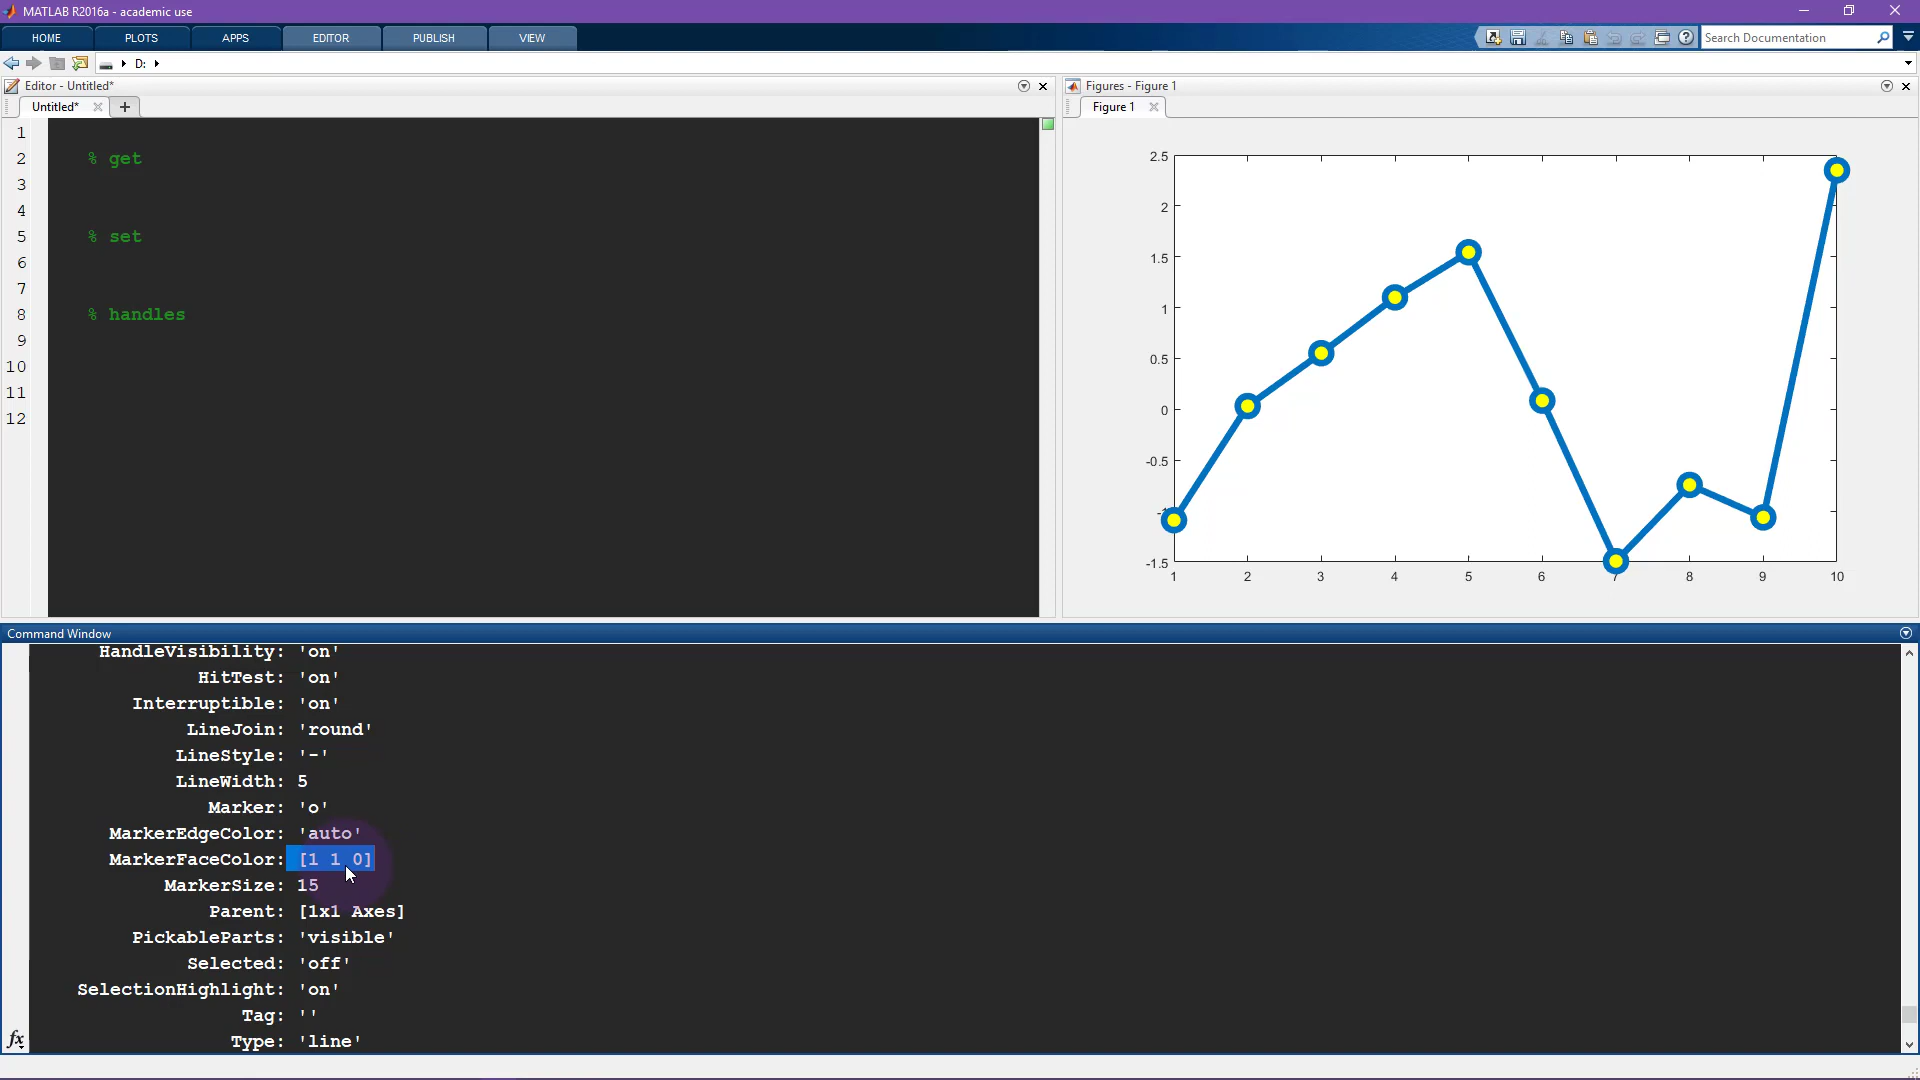 MATLAB R2016a - academic use
HOME PLOTS APPS EDITOR PUBLISH VIEW
Search Documentation
D:
Editor - Untitled*
Untitled*
1
2 % get
3
4
5 % set
6
7
8 % handles
9
10
11
12
Figures - Figure 1
Figure 1
2.5
2
1.5
1
0.5
0
-0.5
-1
-1.5
1 2 3 4 5 6 7 8 9 10
Command Window
HandleVisibility: 'on'
HitTest: 'on'
Interruptible: 'on'
LineJoin: 'round'
LineStyle: '-'
LineWidth: 5
Marker: 'o'
MarkerEdgeColor: 'auto'
MarkerFaceColor: [1 1 0]
MarkerSize: 15
Parent: [1x1 Axes]
PickableParts: 'visible'
Selected: 'off'
SelectionHighlight: 'on'
Tag: ''
Type: 'line'
fx